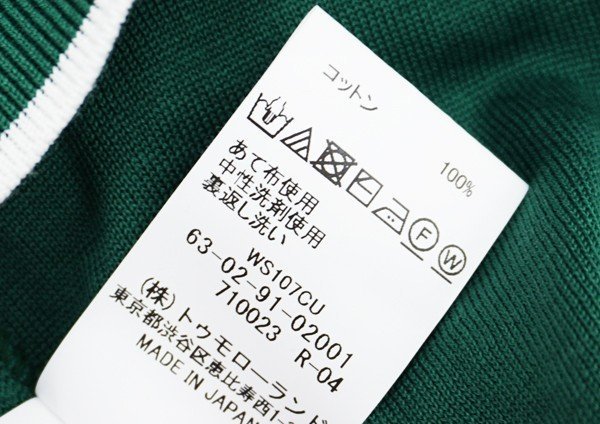 コットン 100%
F W
あて布使用
中性洗剤使用
裏返し洗い
WS107CU
63-02-91-02001
710023 R-04
(株)トゥモローランド
東京都渋谷区恵比寿西1-
MADE IN JAPAN